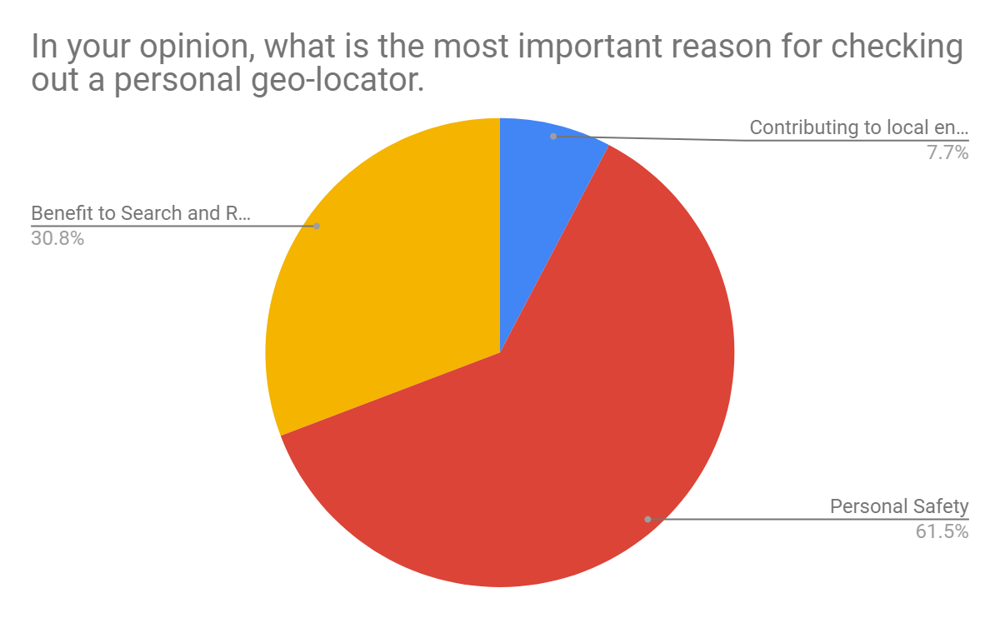 In your opinion, what is the most important reason for checking
out a personal geo-locator.
Contributing to local en...
7.7%
Benefit to Search and R...
30.8%
Personal Safety
61.5%